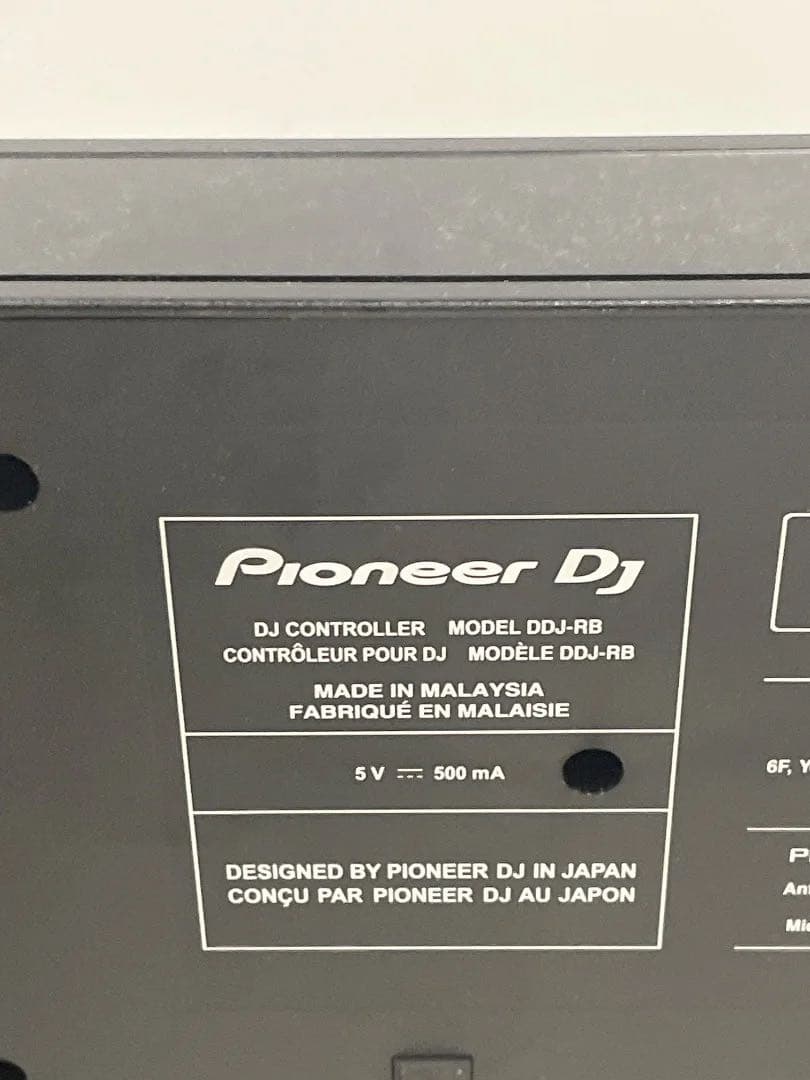 Pioneer DJ
DJ CONTROLLER MODEL DDJ-RB
CONTRÔLEUR POUR DJ MODÈLE DDJ-RB
MADE IN MALAYSIA
FABRIQUÉ EN MALAISIE
5 V ⎓ 500 mA
DESIGNED BY PIONEER DJ IN JAPAN
CONÇU PAR PIONEER DJ AU JAPON
6F,